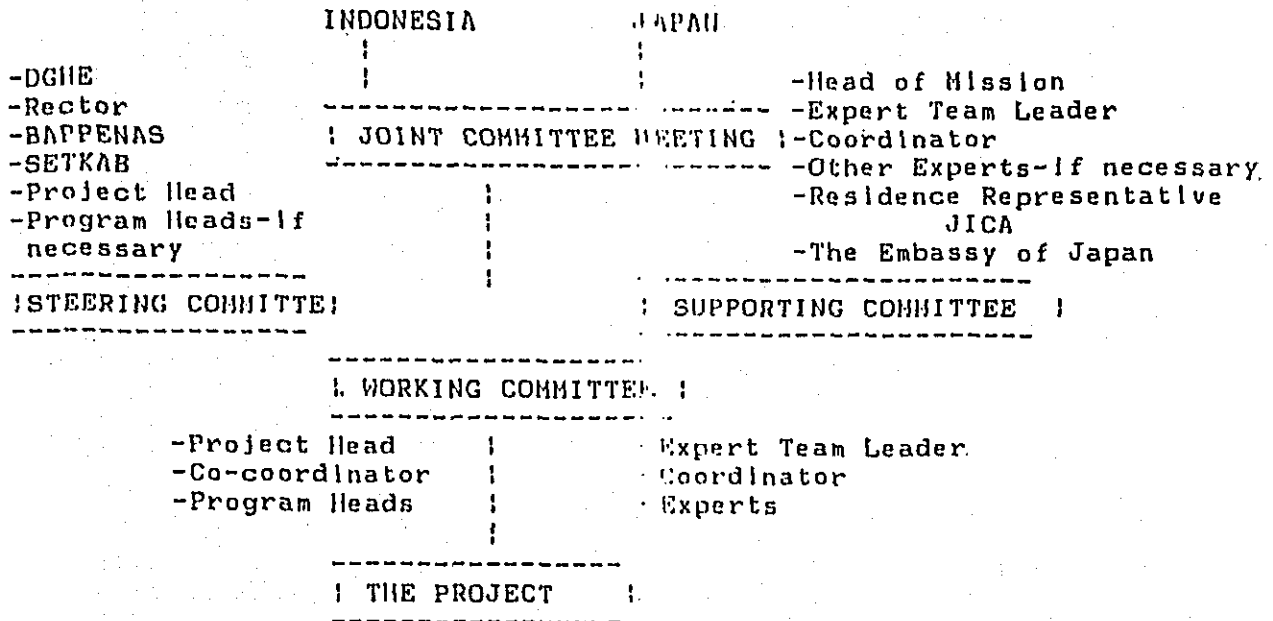 INDONESIA JAPAN
-DGHE
-Head of Mission
-Rector
-Expert Team Leader
-BAPPENAS
JOINT COMMITTEE MEETING
-Coordinator
-SETKAB
-Other Experts-if necessary.
-Project Head
-Residence Representative
-Program Heads-if
JICA
necessary
-The Embassy of Japan
STEERING COMMITTE
SUPPORTING COMMITTEE
WORKING COMMITTEE
-Project Head
Expert Team Leader
-Co-coordinator
Coordinator
-Program Heads
Experts
THE PROJECT